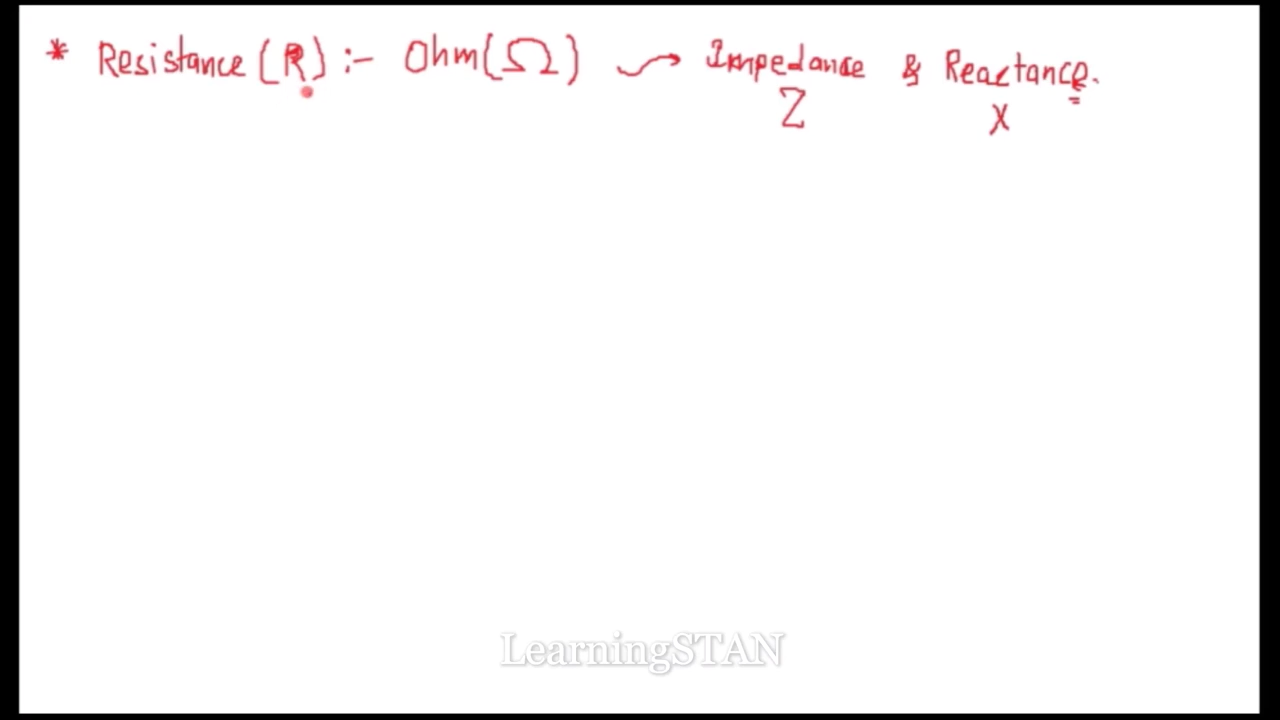 * Resistance (R) :- Ohm (Ω) → Impedance & Reactance.
Z X
LearningSTAN